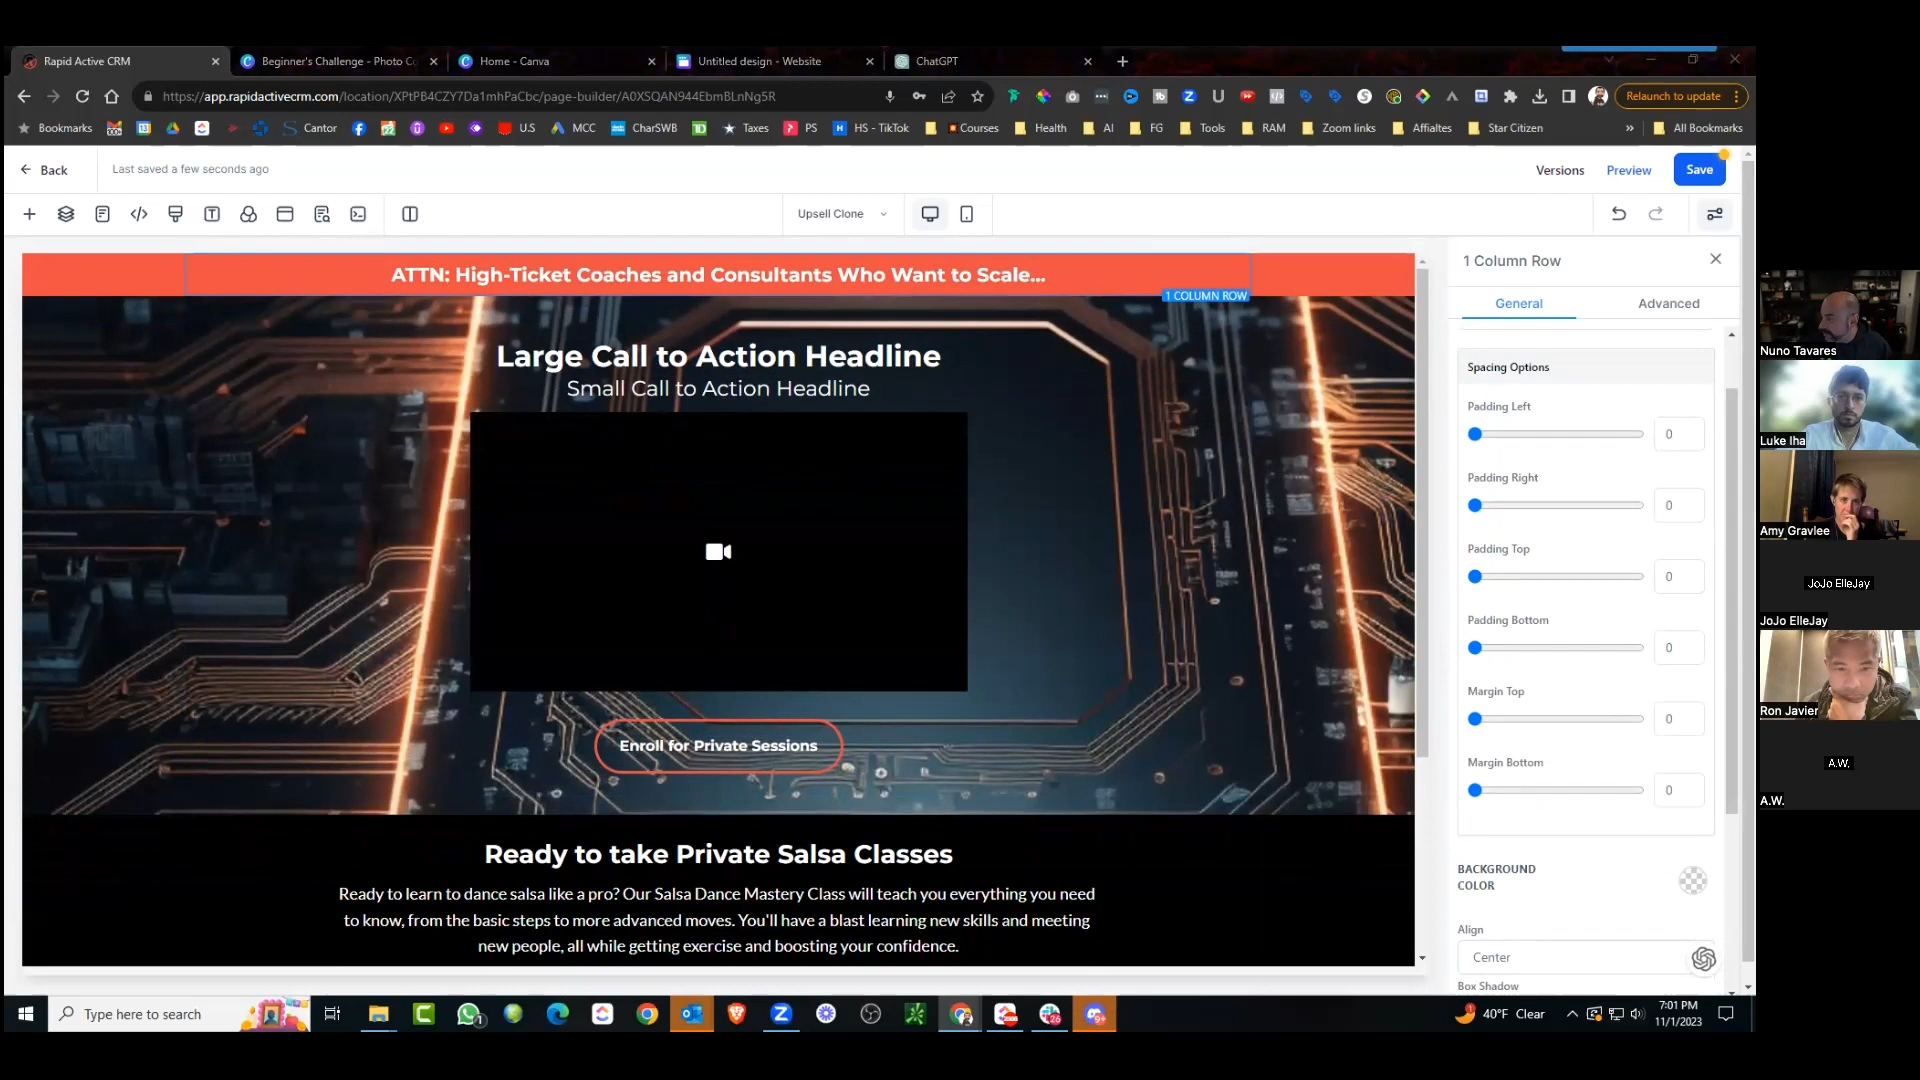 Rapid Active CRM
Beginner's Challenge - Photo Co
Home - Canva
Untitled design - Website
ChatGPT
https://app.rapidactivecrm.com/location/XPtPB4CZY7Da1mhPaCbc/page-builder/A0XSQAN944EbmBLnNg5R
Relaunch to update
Bookmarks
Cantor
U.S
MCC
CharSWB
Taxes
PS
HS - TikTok
Courses
Health
AI
FG
Tools
RAM
Zoom links
Affialtes
Star Citizen
All Bookmarks
Back
Last saved a few seconds ago
Versions
Preview
Save
Upsell Clone
ATTN: High-Ticket Coaches and Consultants Who Want to Scale...
1 COLUMN ROW
Large Call to Action Headline
Small Call to Action Headline
Enroll for Private Sessions
Ready to take Private Salsa Classes
Ready to learn to dance salsa like a pro? Our Salsa Dance Mastery Class will teach you everything you need
to know, from the basic steps to more advanced moves. You'll have a blast learning new skills and meeting
new people, all while getting exercise and boosting your confidence.
1 Column Row
General
Advanced
Spacing Options
Padding Left
0
Padding Right
0
Padding Top
0
Padding Bottom
0
Margin Top
0
Margin Bottom
0
BACKGROUND
COLOR
Align
Center
Box Shadow
Nuno Tavares
Luke Iha
Amy Gravlee
JoJo ElleJay
JoJo ElleJay
Ron Javier
A.W.
A.W.
Type here to search
40°F Clear
7:01 PM
11/1/2023